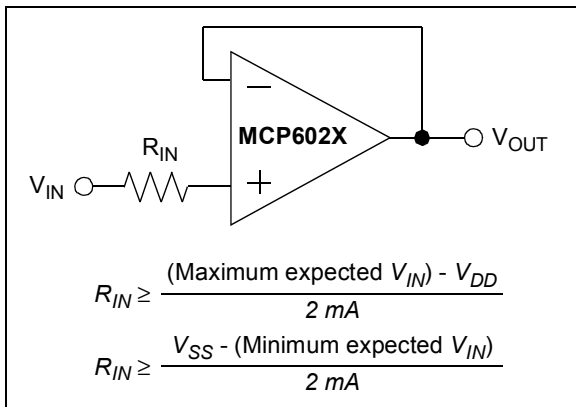 MCP602X
R_IN
V_IN
V_OUT
−
+
R_IN ≥ (Maximum expected V_IN) - V_DD
2 mA
R_IN ≥ V_SS - (Minimum expected V_IN)
2 mA